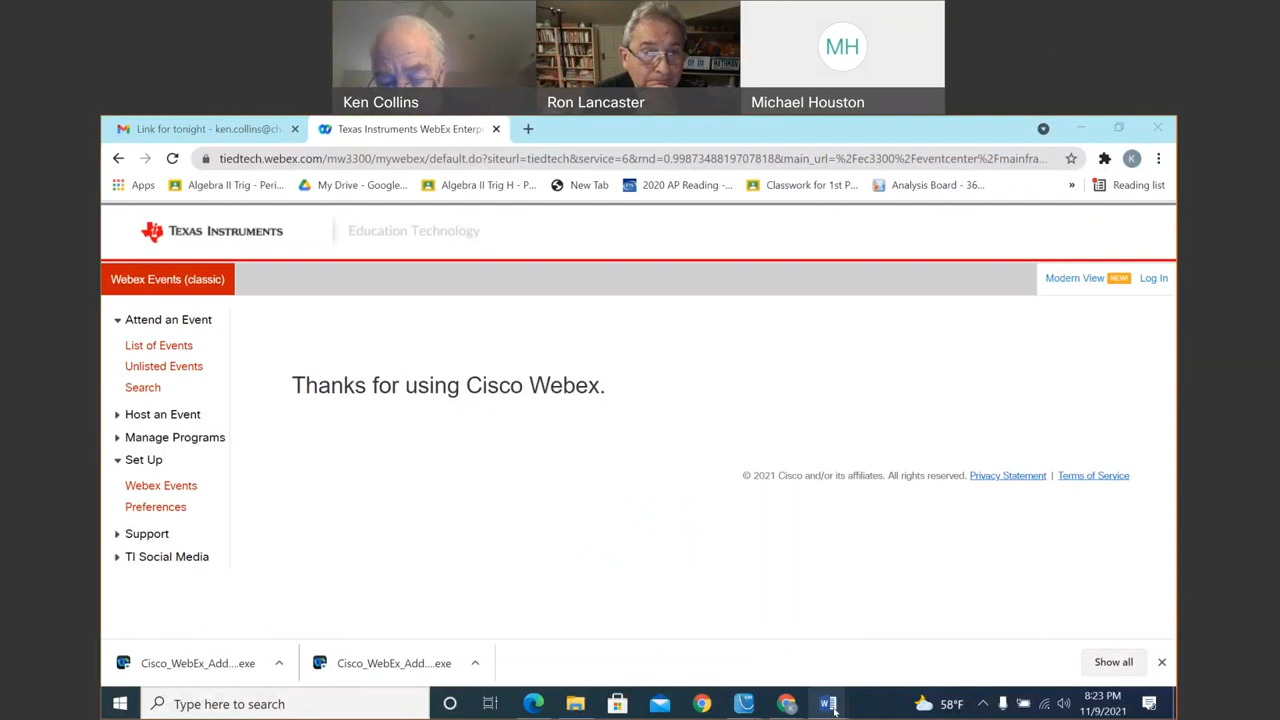 MH
Ken Collins
Ron Lancaster
Michael Houston
Link for tonight - ken.collins@ch
Texas Instruments WebEx Enterp
tiedtech.webex.com/mw3300/mywebex/default.do?siteurl=tiedtech&service=6&rnd=0.9987348819707818&main_url=%2Fec3300%2Feventcenter%2Fmainfra...
K
Apps
Algebra II Trig - Peri...
My Drive - Google...
Algebra II Trig H - P...
New Tab
2020 AP Reading -...
Classwork for 1st P...
Analysis Board - 36...
»
Reading list
TEXAS INSTRUMENTS
Education Technology
Webex Events (classic)
Modern View NEW! Log In
Attend an Event
List of Events
Unlisted Events
Search
Host an Event
Manage Programs
Set Up
Webex Events
Preferences
Support
TI Social Media
Thanks for using Cisco Webex.
© 2021 Cisco and/or its affiliates. All rights reserved. Privacy Statement | Terms of Service
Cisco_WebEx_Add....exe
Cisco_WebEx_Add....exe
Show all
Type here to search
58°F
8:23 PM
11/9/2021